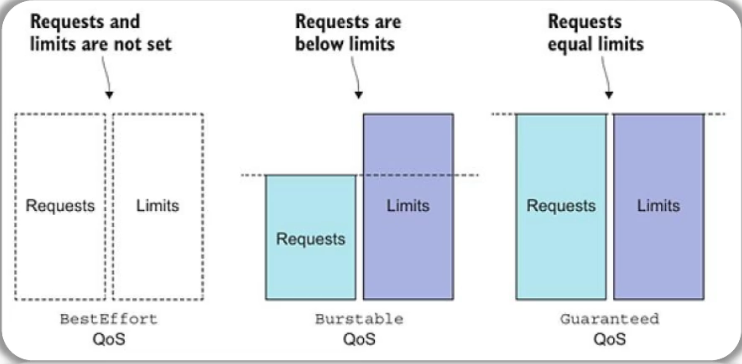 Requests and
limits are not set
Requests are
below limits
Requests
equal limits
Requests
Limits
Requests
Limits
Requests
Limits
BestEffort
QoS
Burstable
QoS
Guaranteed
QoS